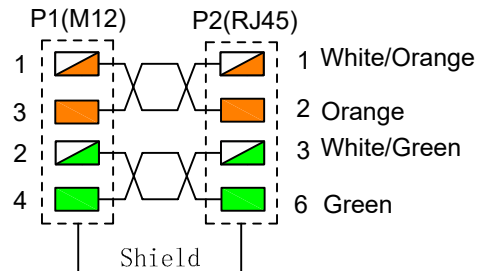 P1(M12) P2(RJ45)
1 1 White/Orange
3 2 Orange
2 3 White/Green
4 6 Green
Shield